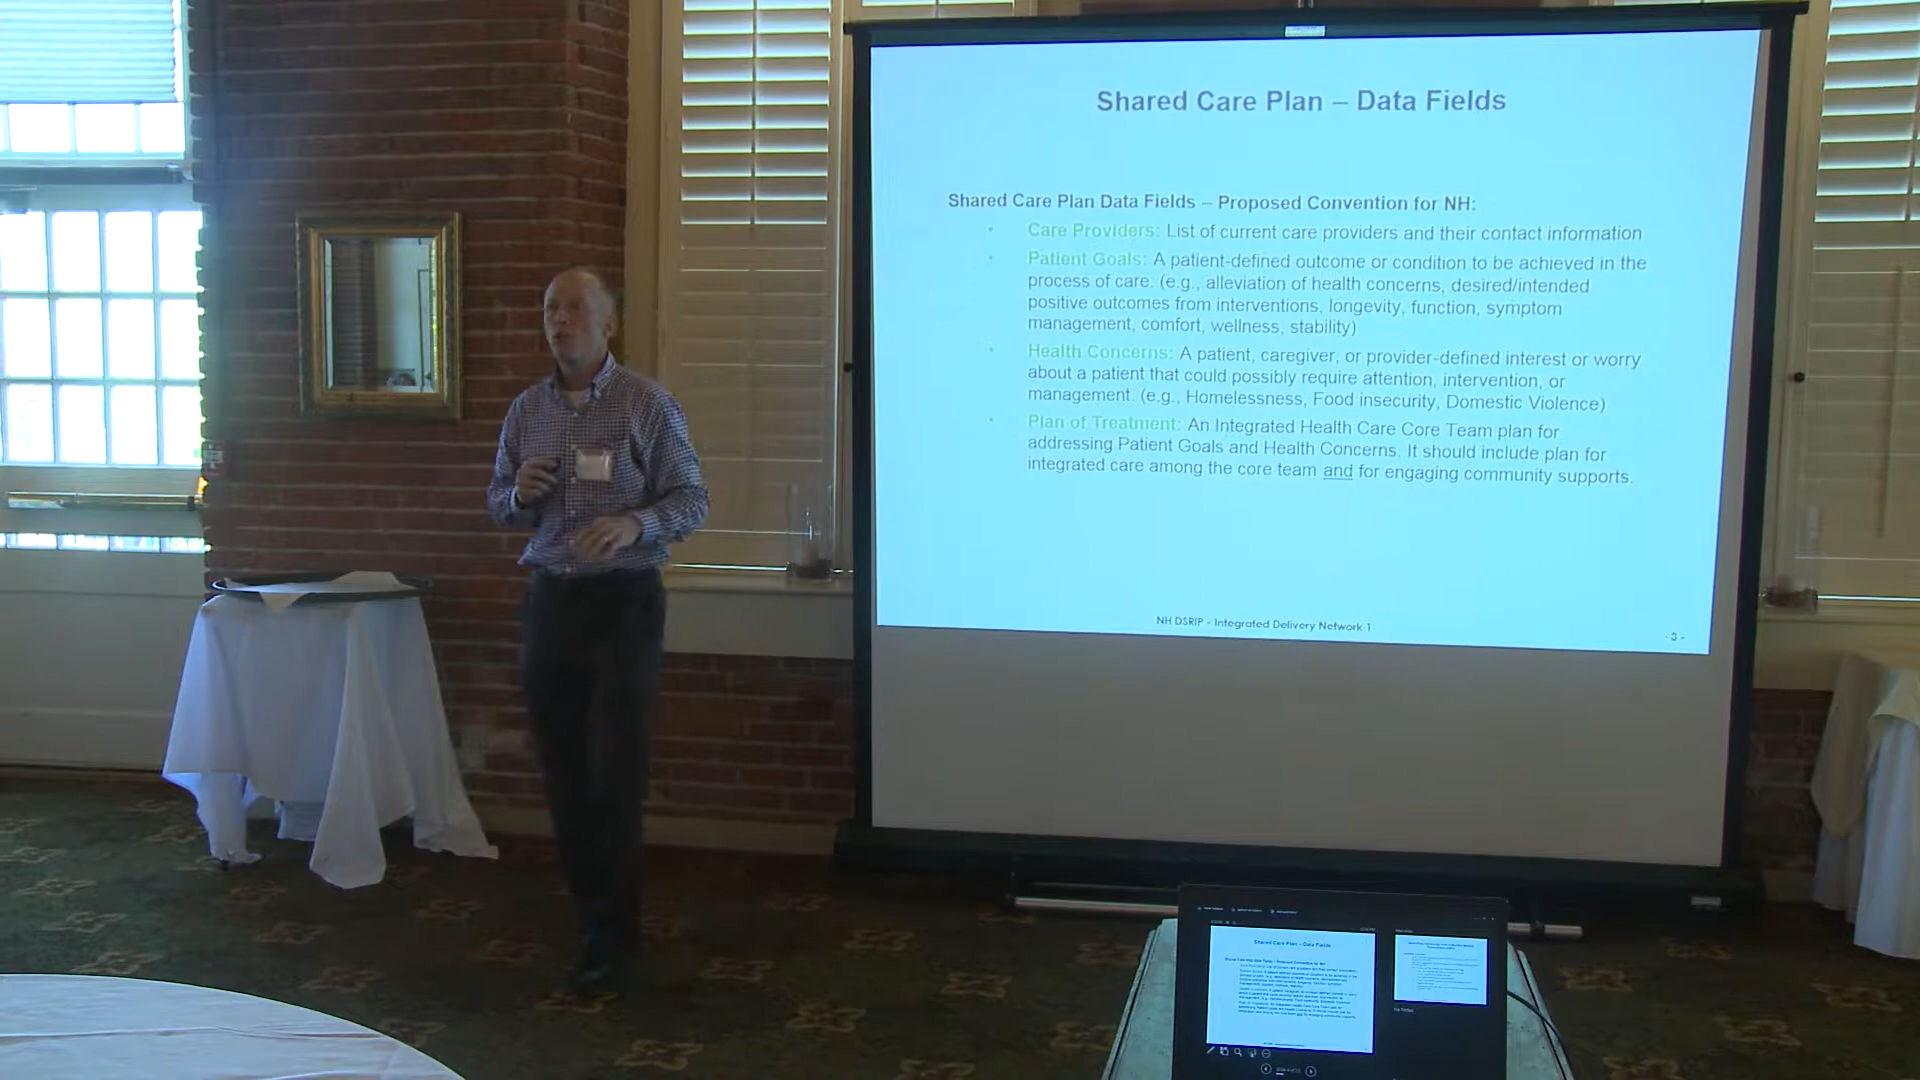 Shared Care Plan – Data Fields
Shared Care Plan Data Fields – Proposed Convention for NH:
• Care Providers: List of current care providers and their contact information
• Patient Goals: A patient-defined outcome or condition to be achieved in the
process of care. (e.g., alleviation of health concerns, desired/intended
positive outcomes from interventions, longevity, function, symptom
management, comfort, wellness, stability)
• Health Concerns: A patient, caregiver, or provider-defined interest or worry
about a patient that could possibly require attention, intervention, or
management. (e.g., Homelessness, Food insecurity, Domestic Violence)
• Plan of Treatment: An Integrated Health Care Core Team plan for
addressing Patient Goals and Health Concerns. It should include plan for
integrated care among the core team and for engaging community supports.
NH DSRIP - Integrated Delivery Network 1
- 3 -
Shared Care Plan – Data Fields